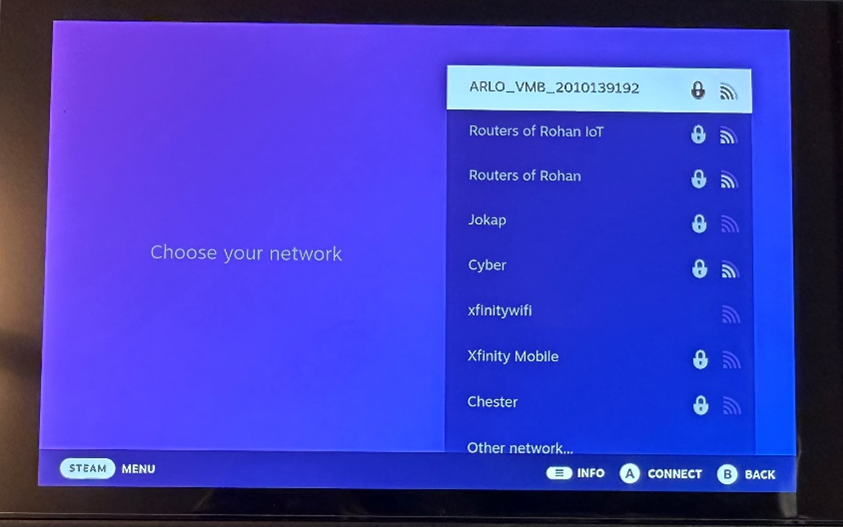 ARLO_VMB_2010139192
Routers of Rohan IoT
Routers of Rohan
Jokap
Choose your network
Cyber
xfinitywifi
Xfinity Mobile
Chester
Other network...
STEAM MENU INFO A CONNECT B BACK